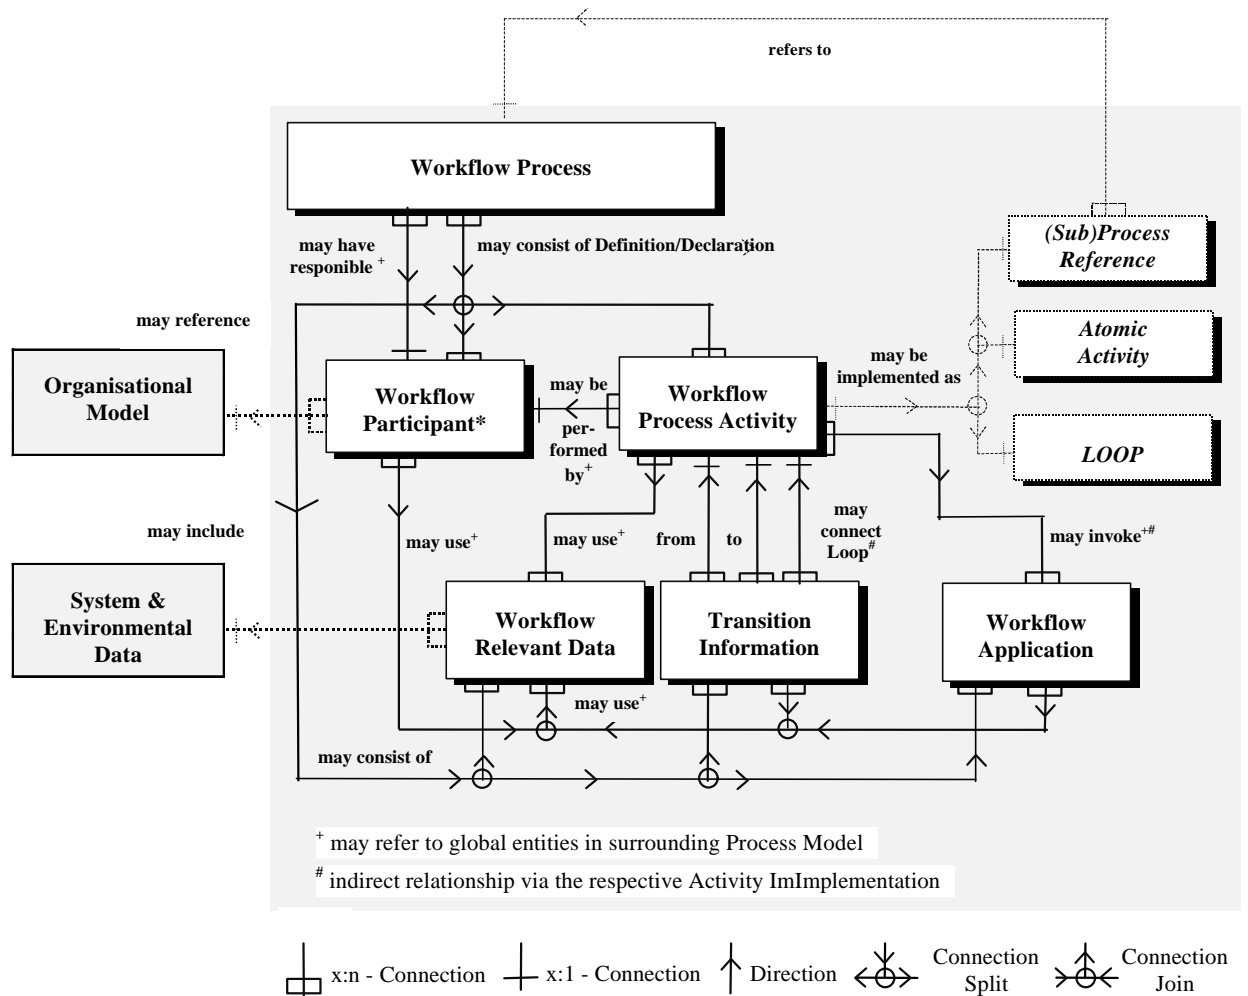 refers to
Workflow Process
may have
responible +
may consist of Definition/Declaration
(Sub)Process
Reference
may reference
Atomic
Activity
may be
implemented as
Organisational
Model
Workflow
Participant*
may be
per-
formed
by+
Workflow
Process Activity
LOOP
may include
may use+
may use+
from
to
may
connect
Loop#
may invoke+#
System &
Environmental
Data
Workflow
Relevant Data
Transition
Information
Workflow
Application
may use+
may consist of
+ may refer to global entities in surrounding Process Model
# indirect relationship via the respective Activity ImImplementation
x:n - Connection
x:1 - Connection
Direction
Connection
Split
Connection
Join